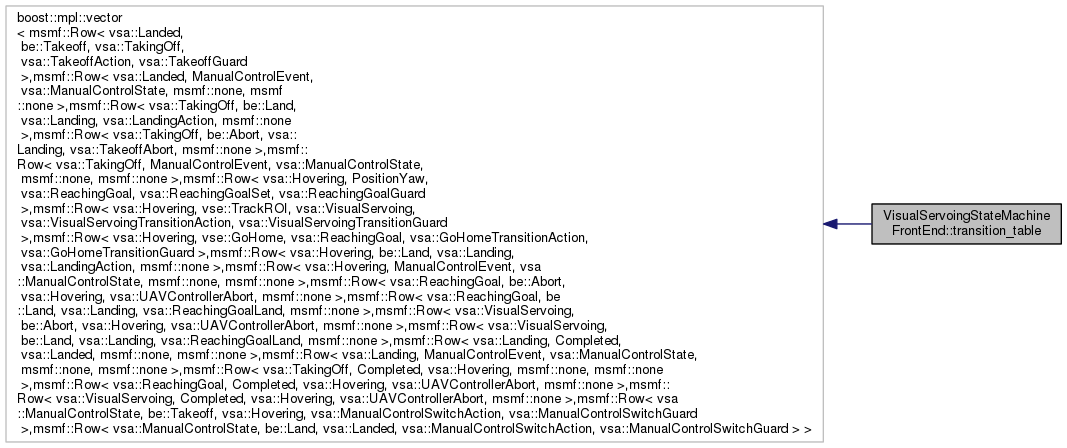 boost::mpl::vector
< msmf::Row< vsa::Landed,
be::Takeoff, vsa::TakingOff,
vsa::TakeoffAction, vsa::TakeoffGuard
>,msmf::Row< vsa::Landed, ManualControlEvent,
vsa::ManualControlState, msmf::none, msmf
::none >,msmf::Row< vsa::TakingOff, be::Land,
vsa::Landing, vsa::LandingAction, msmf::none
>,msmf::Row< vsa::TakingOff, be::Abort, vsa::
Landing, vsa::TakeoffAbort, msmf::none >,msmf::
Row< vsa::TakingOff, ManualControlEvent, vsa::ManualControlState,
msmf::none, msmf::none >,msmf::Row< vsa::Hovering, PositionYaw,
vsa::ReachingGoal, vsa::ReachingGoalSet, vsa::ReachingGoalGuard
>,msmf::Row< vsa::Hovering, vse::TrackROI, vsa::VisualServoing,
vsa::VisualServoingTransitionAction, vsa::VisualServoingTransitionGuard
>,msmf::Row< vsa::Hovering, vse::GoHome, vsa::ReachingGoal, vsa::GoHomeTransitionAction,
vsa::GoHomeTransitionGuard >,msmf::Row< vsa::Hovering, be::Land, vsa::Landing,
vsa::LandingAction, msmf::none >,msmf::Row< vsa::Hovering, ManualControlEvent, vsa
::ManualControlState, msmf::none, msmf::none >,msmf::Row< vsa::ReachingGoal, be::Abort,
vsa::Hovering, vsa::UAVControllerAbort, msmf::none >,msmf::Row< vsa::ReachingGoal, be
::Land, vsa::Landing, vsa::ReachingGoalLand, msmf::none >,msmf::Row< vsa::VisualServoing,
be::Abort, vsa::Hovering, vsa::UAVControllerAbort, msmf::none >,msmf::Row< vsa::VisualServoing,
be::Land, vsa::Landing, vsa::ReachingGoalLand, msmf::none >,msmf::Row< vsa::Landing, Completed,
vsa::Landed, msmf::none, msmf::none >,msmf::Row< vsa::Landing, ManualControlEvent, vsa::ManualControlState,
msmf::none, msmf::none >,msmf::Row< vsa::TakingOff, Completed, vsa::Hovering, msmf::none, msmf::none
>,msmf::Row< vsa::ReachingGoal, Completed, vsa::Hovering, vsa::UAVControllerAbort, msmf::none >,msmf::
Row< vsa::VisualServoing, Completed, vsa::Hovering, vsa::UAVControllerAbort, msmf::none >,msmf::Row< vsa
::ManualControlState, be::Takeoff, vsa::Hovering, vsa::ManualControlSwitchAction, vsa::ManualControlSwitchGuard
>,msmf::Row< vsa::ManualControlState, be::Land, vsa::Landed, vsa::ManualControlSwitchAction, vsa::ManualControlSwitchGuard > >
VisualServoingStateMachine
FrontEnd::transition_table